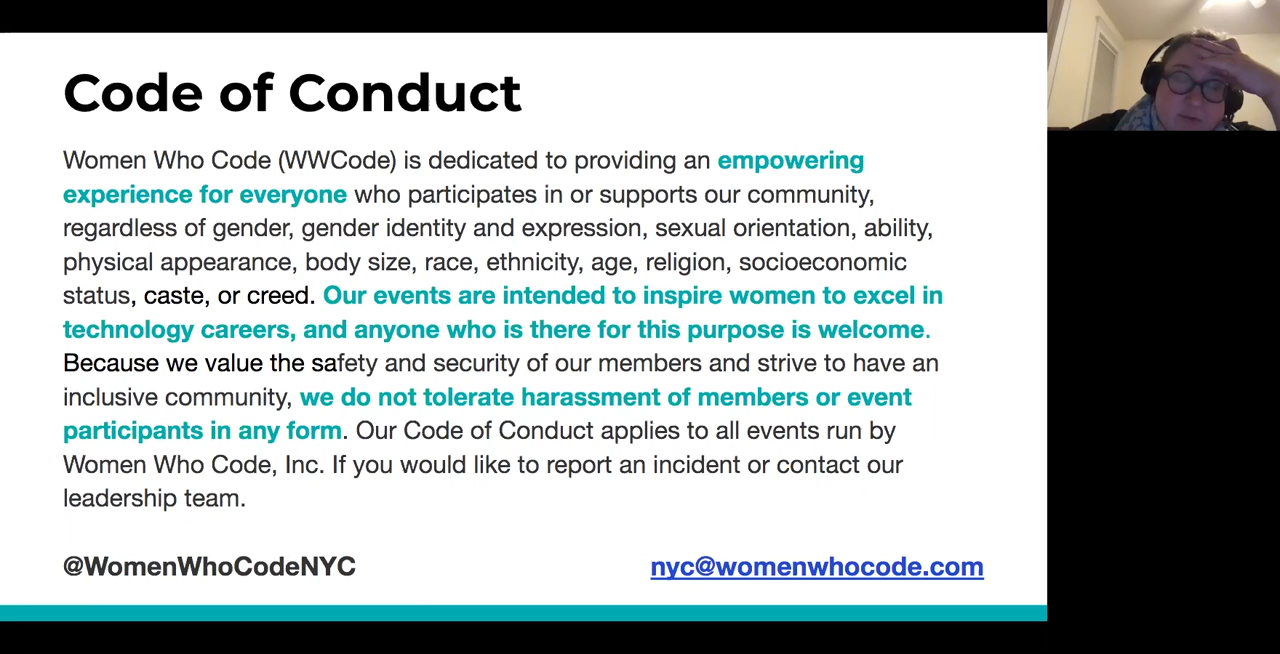 Code of Conduct
Women Who Code (WWCode) is dedicated to providing an empowering
experience for everyone who participates in or supports our community,
regardless of gender, gender identity and expression, sexual orientation, ability,
physical appearance, body size, race, ethnicity, age, religion, socioeconomic
status, caste, or creed. Our events are intended to inspire women to excel in
technology careers, and anyone who is there for this purpose is welcome.
Because we value the safety and security of our members and strive to have an
inclusive community, we do not tolerate harassment of members or event
participants in any form. Our Code of Conduct applies to all events run by
Women Who Code, Inc. If you would like to report an incident or contact our
leadership team.
@WomenWhoCodeNYC
nyc@womenwhocode.com